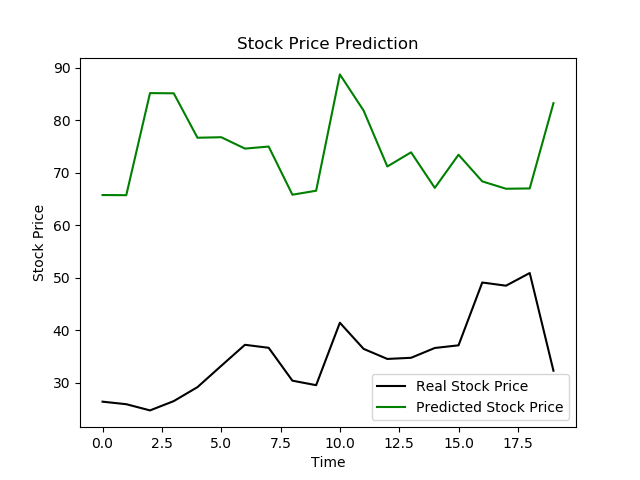 Stock Price Prediction
90
80
70
60
50
40
30
Stock Price
Real Stock Price
Predicted Stock Price
0.0 2.5 5.0 7.5 10.0 12.5 15.0 17.5
Time